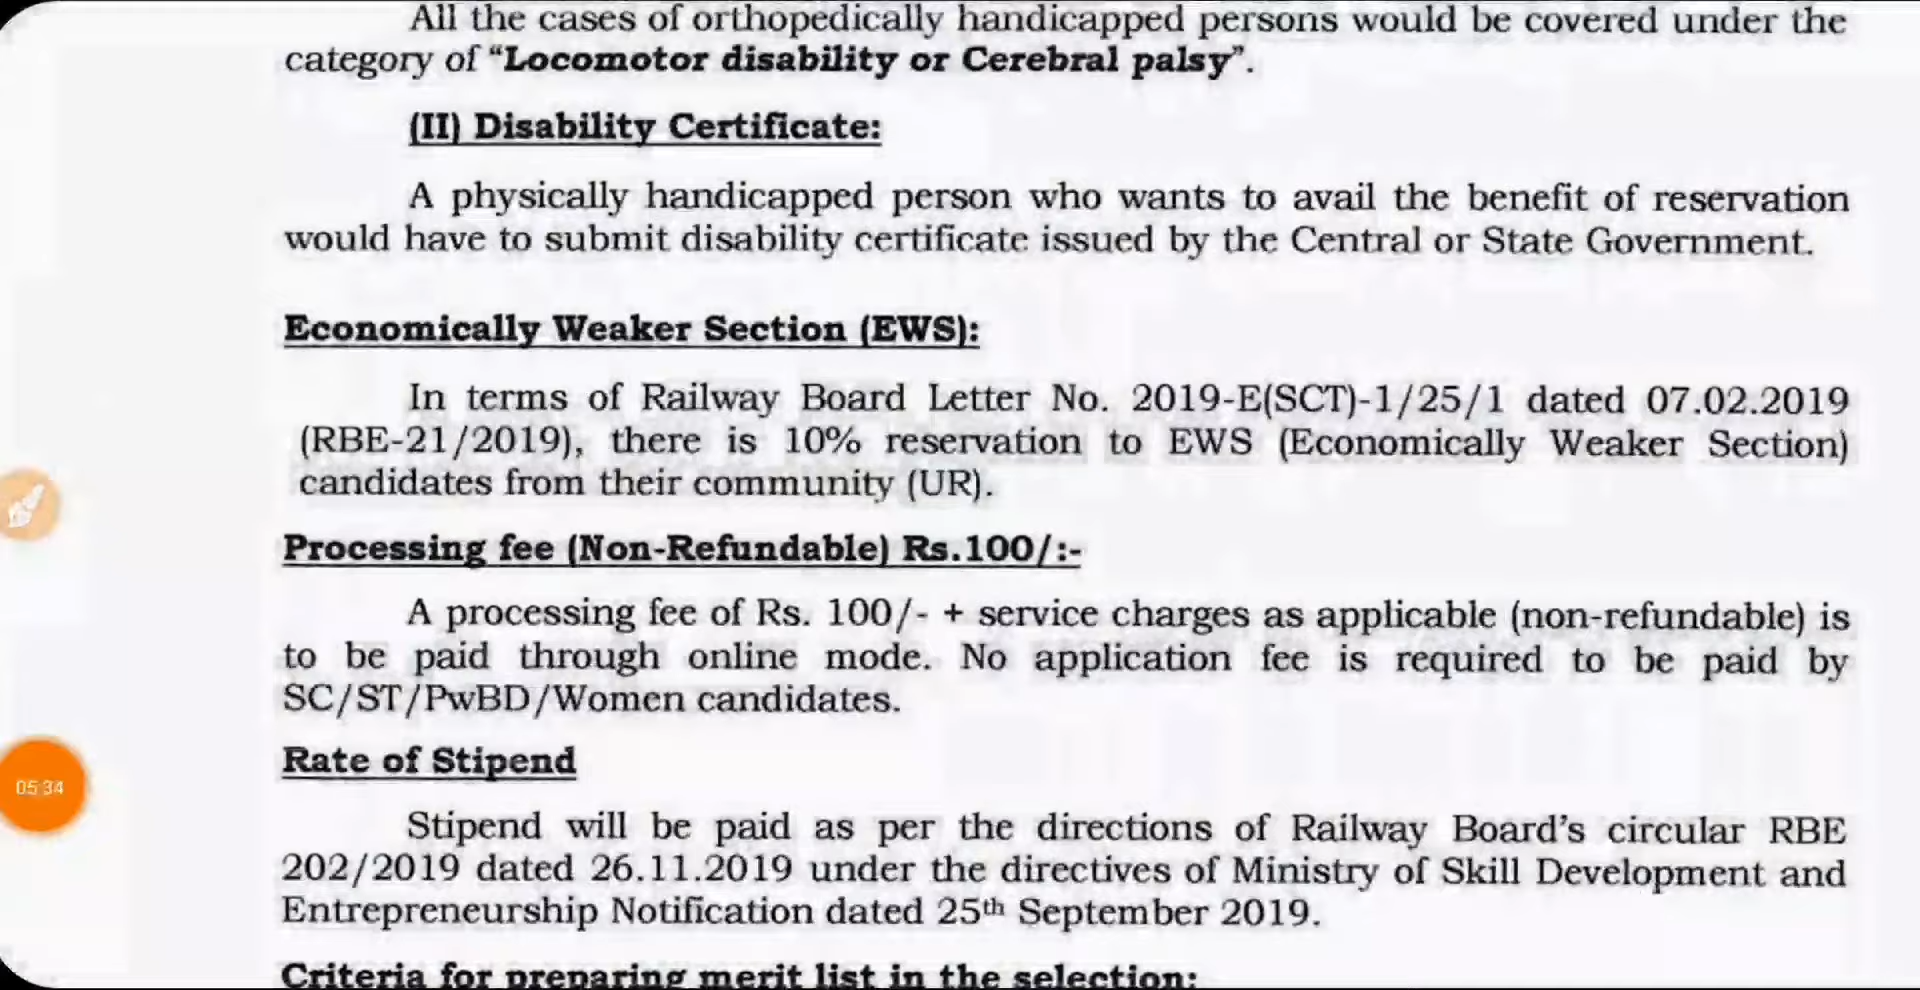 All the cases of orthopedically handicapped persons would be covered under the
category of “Locomotor disability or Cerebral palsy”.
(II) Disability Certificate:
A physically handicapped person who wants to avail the benefit of reservation
would have to submit disability certificate issued by the Central or State Government.
Economically Weaker Section (EWS):
In terms of Railway Board Letter No. 2019-E(SCT)-1/25/1 dated 07.02.2019
(RBE-21/2019), there is 10% reservation to EWS (Economically Weaker Section)
candidates from their community (UR).
Processing fee (Non-Refundable) Rs.100/:-
A processing fee of Rs. 100/- + service charges as applicable (non-refundable) is
to be paid through online mode. No application fee is required to be paid by
SC/ST/PwBD/Women candidates.
Rate of Stipend
05:34
Stipend will be paid as per the directions of Railway Board’s circular RBE
202/2019 dated 26.11.2019 under the directives of Ministry of Skill Development and
Entrepreneurship Notification dated 25th September 2019.
Criteria for preparing merit list in the selection: